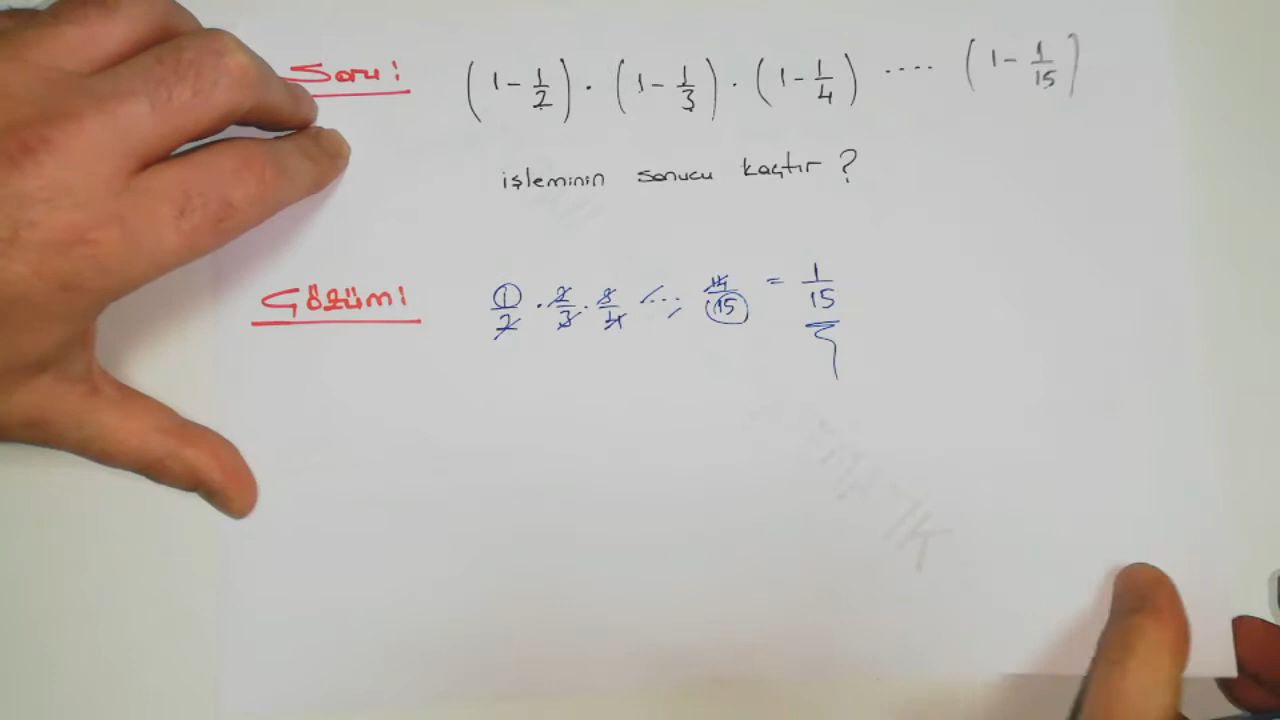 Soru: (1 - 1/2) . (1 - 1/3) . (1 - 1/4) .... (1 - 1/15)
işleminin sonucu kaçtır ?
Çözüm: 1/2 . 2/3 . 3/4 .... 14/15 = 1/15